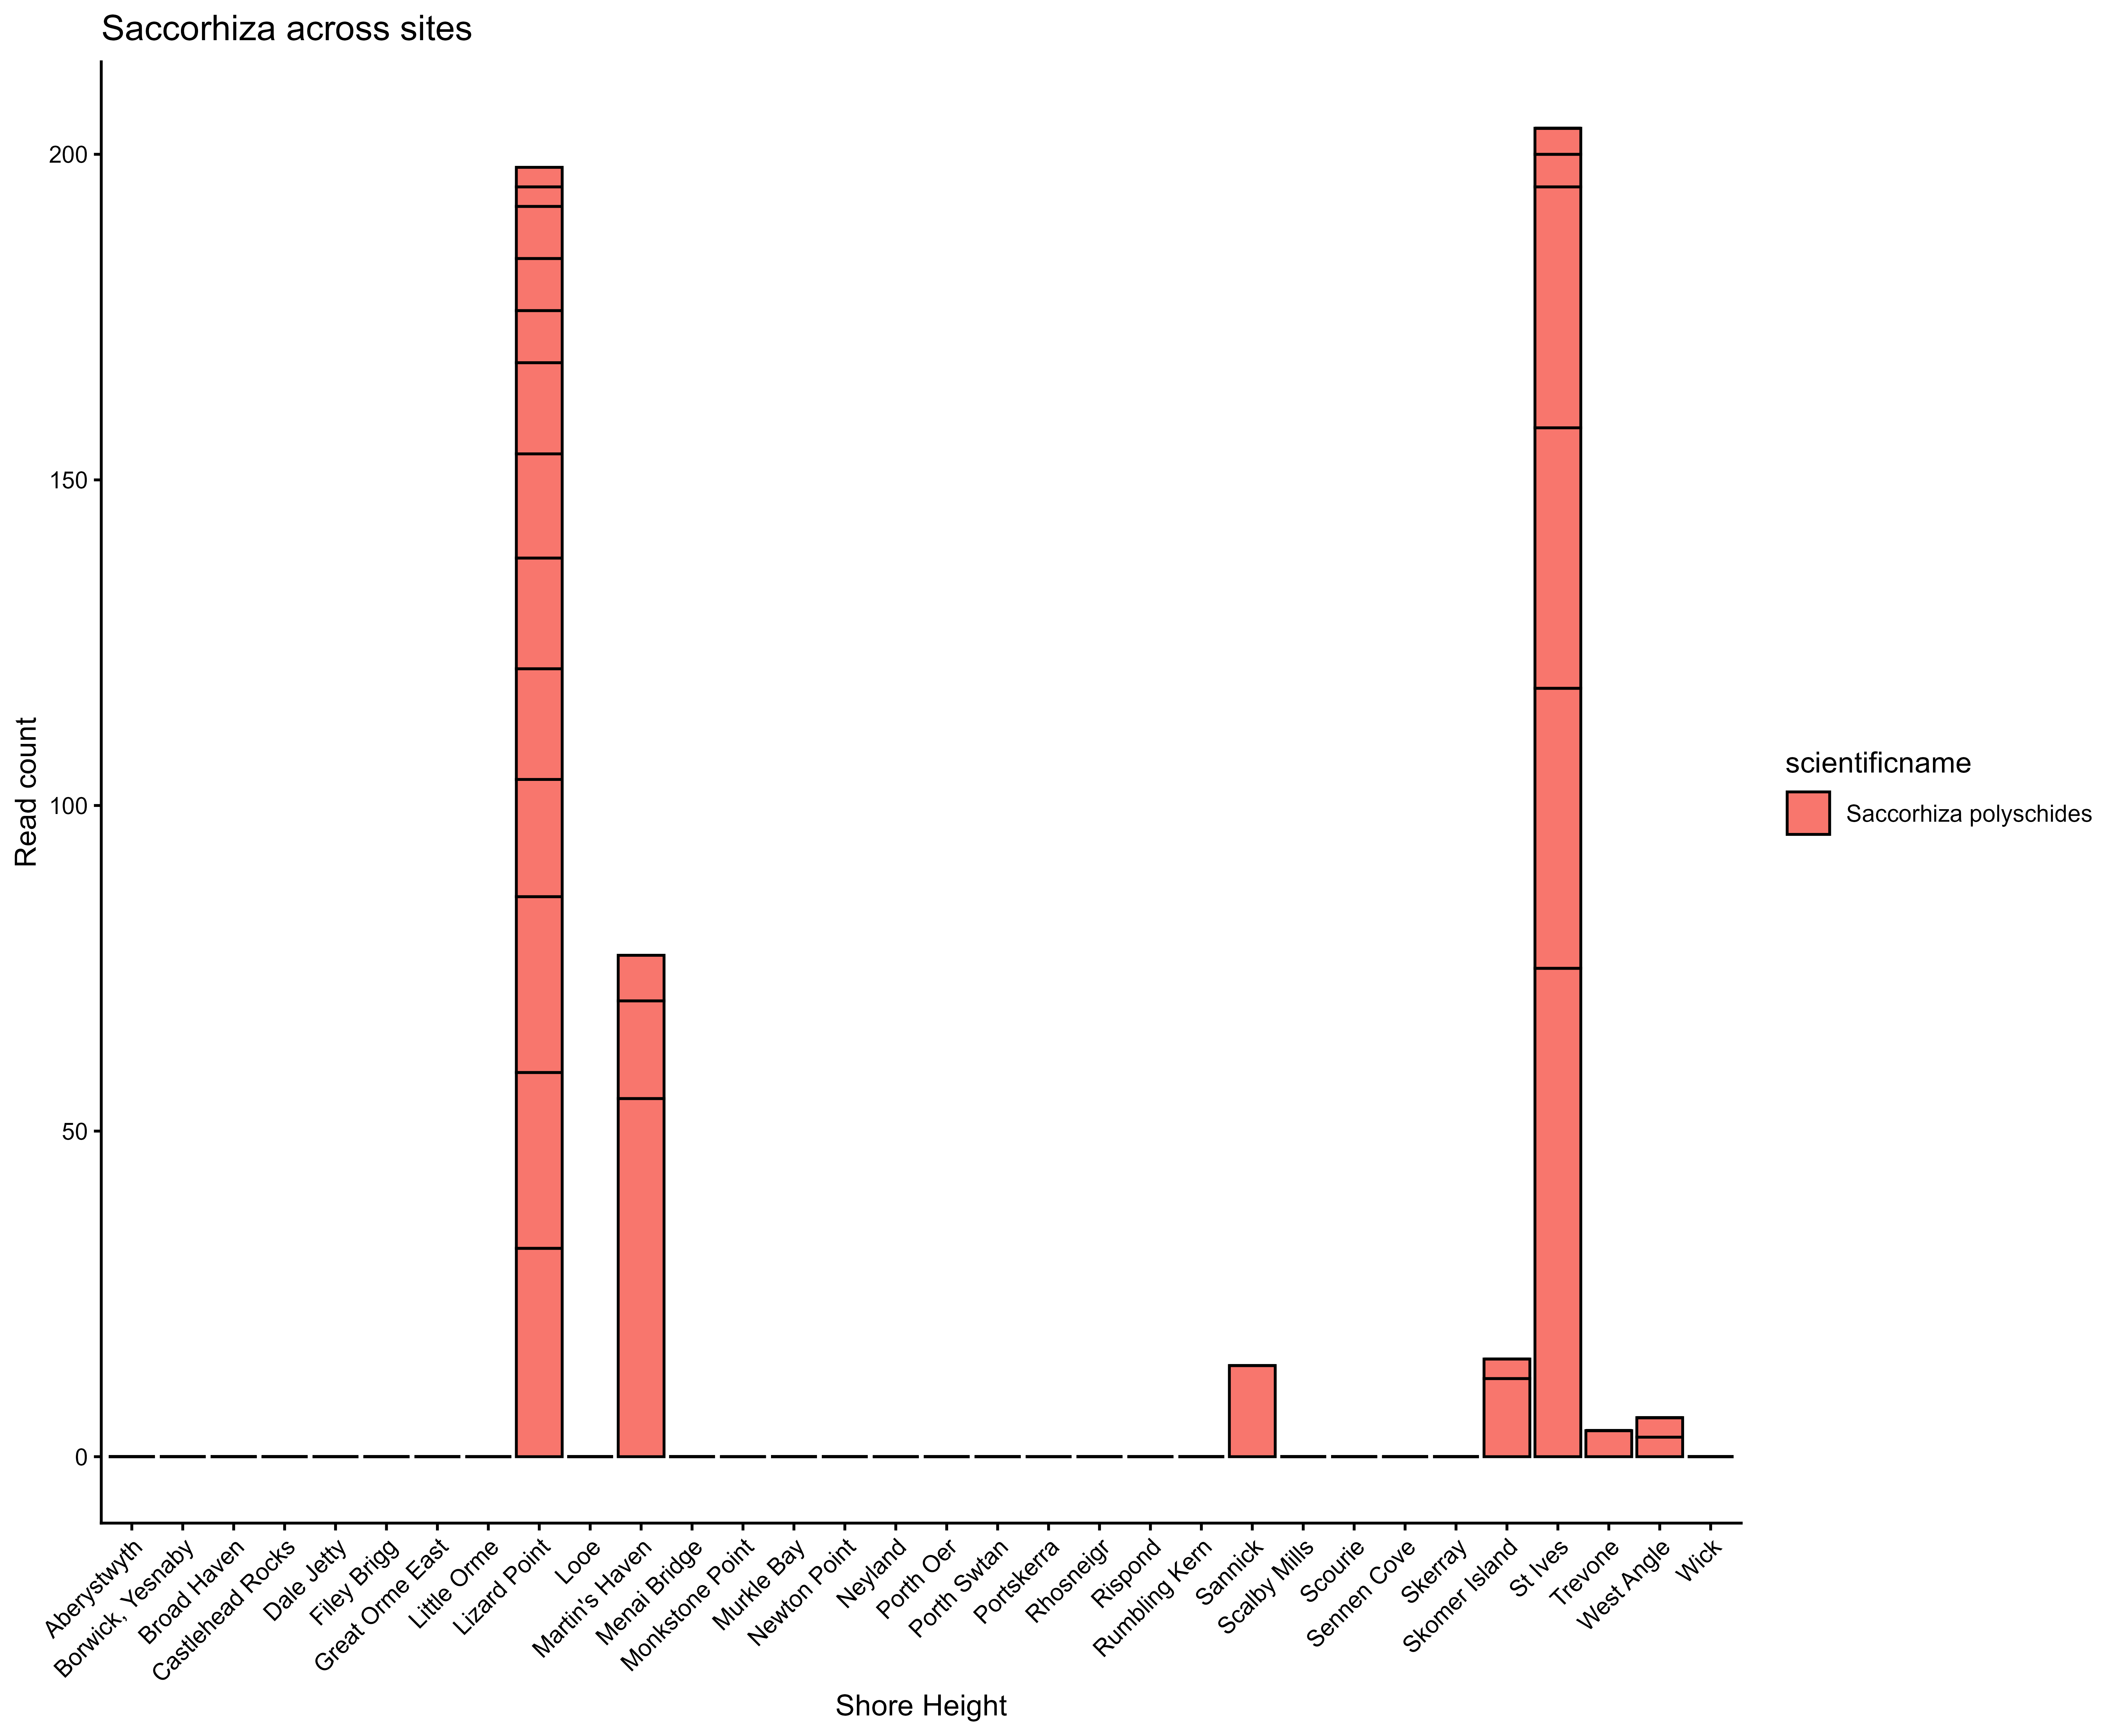 Saccorhiza across sites
Read count
200
150
100
50
0
Aberystwyth
Borwick, Yesnaby
Broad Haven
Castlehead Rocks
Dale Jetty
Filey Brigg
Great Orme East
Little Orme
Lizard Point
Looe
Martin's Haven
Menai Bridge
Monkstone Point
Murkle Bay
Newton Point
Neyland
Porth Oer
Porth Swtan
Portskerra
Rhosneigr
Rispond
Rumbling Kern
Sannick
Scalby Mills
Scourie
Sennen Cove
Skerray
Skomer Island
St Ives
Trevone
West Angle
Wick
Shore Height
scientificname
Saccorhiza polyschides